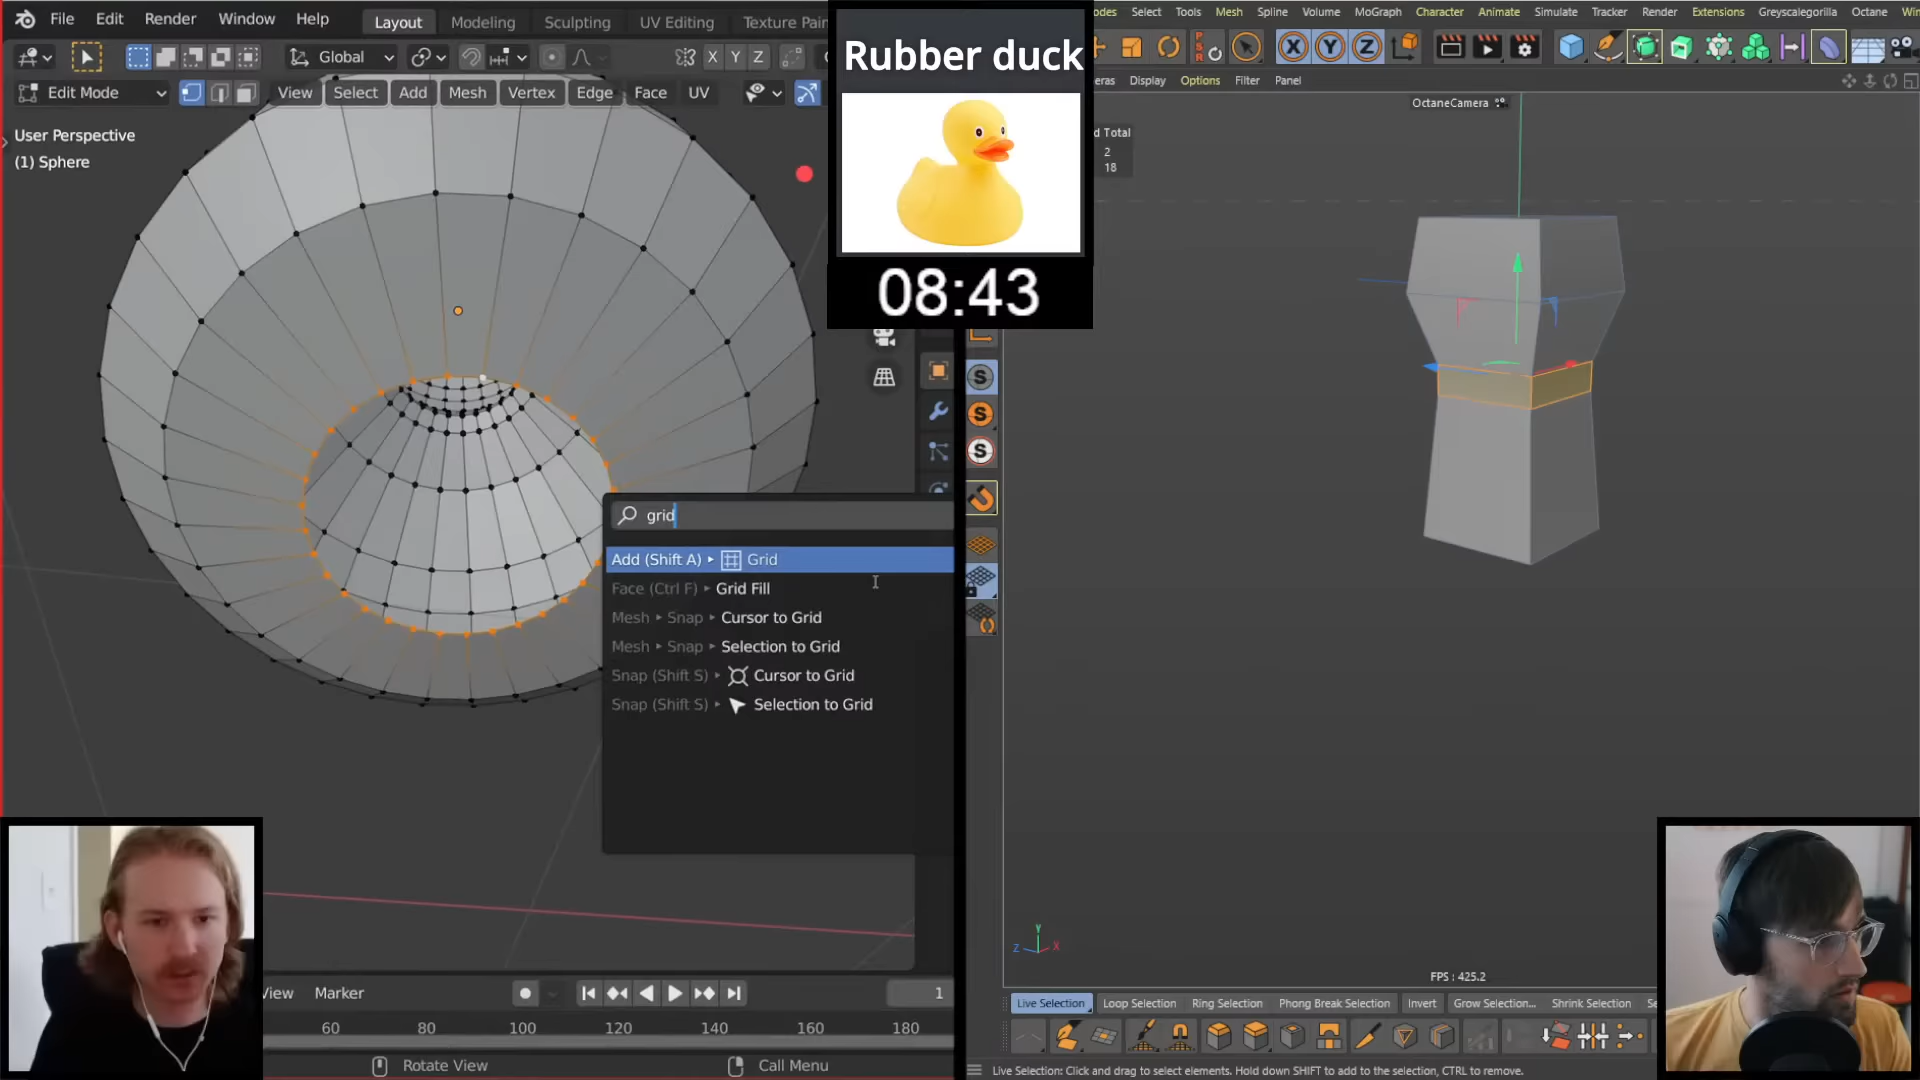 File Edit Render Window Help Layout Modeling Sculpting UV Editing Texture Pain
Global X Y Z
Edit Mode View Select Add Mesh Vertex Edge Face UV
User Perspective
(1) Sphere
grid
Add (Shift A) Grid
Face (Ctrl F) Grid Fill
Mesh Snap Cursor to Grid
Mesh Snap Selection to Grid
Snap (Shift S) Cursor to Grid
Snap (Shift S) Selection to Grid
View Marker 1
60 80 100 120 140 160 180
Rotate View Call Menu
Rubber duck
08:43
odes Select Tools Mesh Spline Volume MoGraph Character Animate Simulate Tracker Render Extensions Greyscalegorilla Octane Win
P
S
R
X Y Z
eras Display Options Filter Panel
OctaneCamera
d Total
2
18
S
S
S
Y
Z X
FPS : 425.2
Live Selection Loop Selection Ring Selection Phong Break Selection Invert Grow Selection... Shrink Selection Se
Live Selection: Click and drag to select elements. Hold down SHIFT to add to the selection, CTRL to remove.